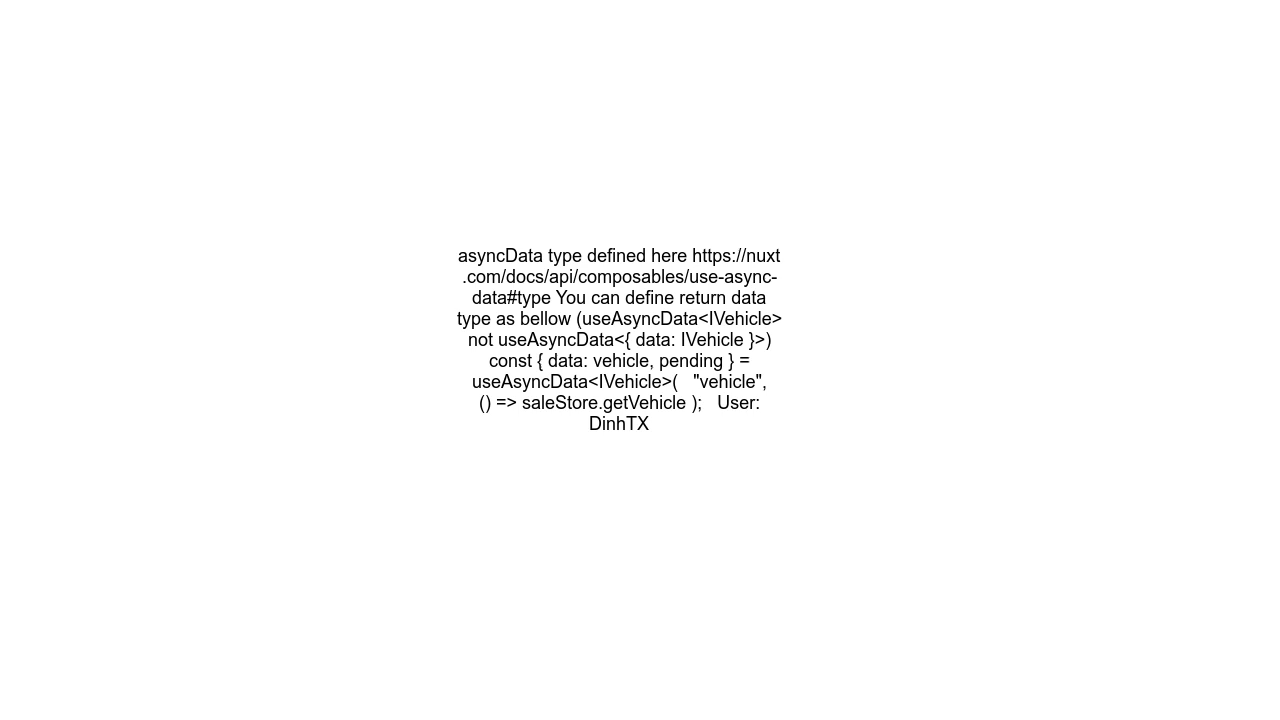 asyncData type defined here https://nuxt
.com/docs/api/composables/use-async-
data#type You can define return data
type as bellow (useAsyncData<IVehicle>
not useAsyncData<{ data: IVehicle }>)
const { data: vehicle, pending } =
useAsyncData<IVehicle>(   "vehicle",
() => saleStore.getVehicle );   User:
DinhTX